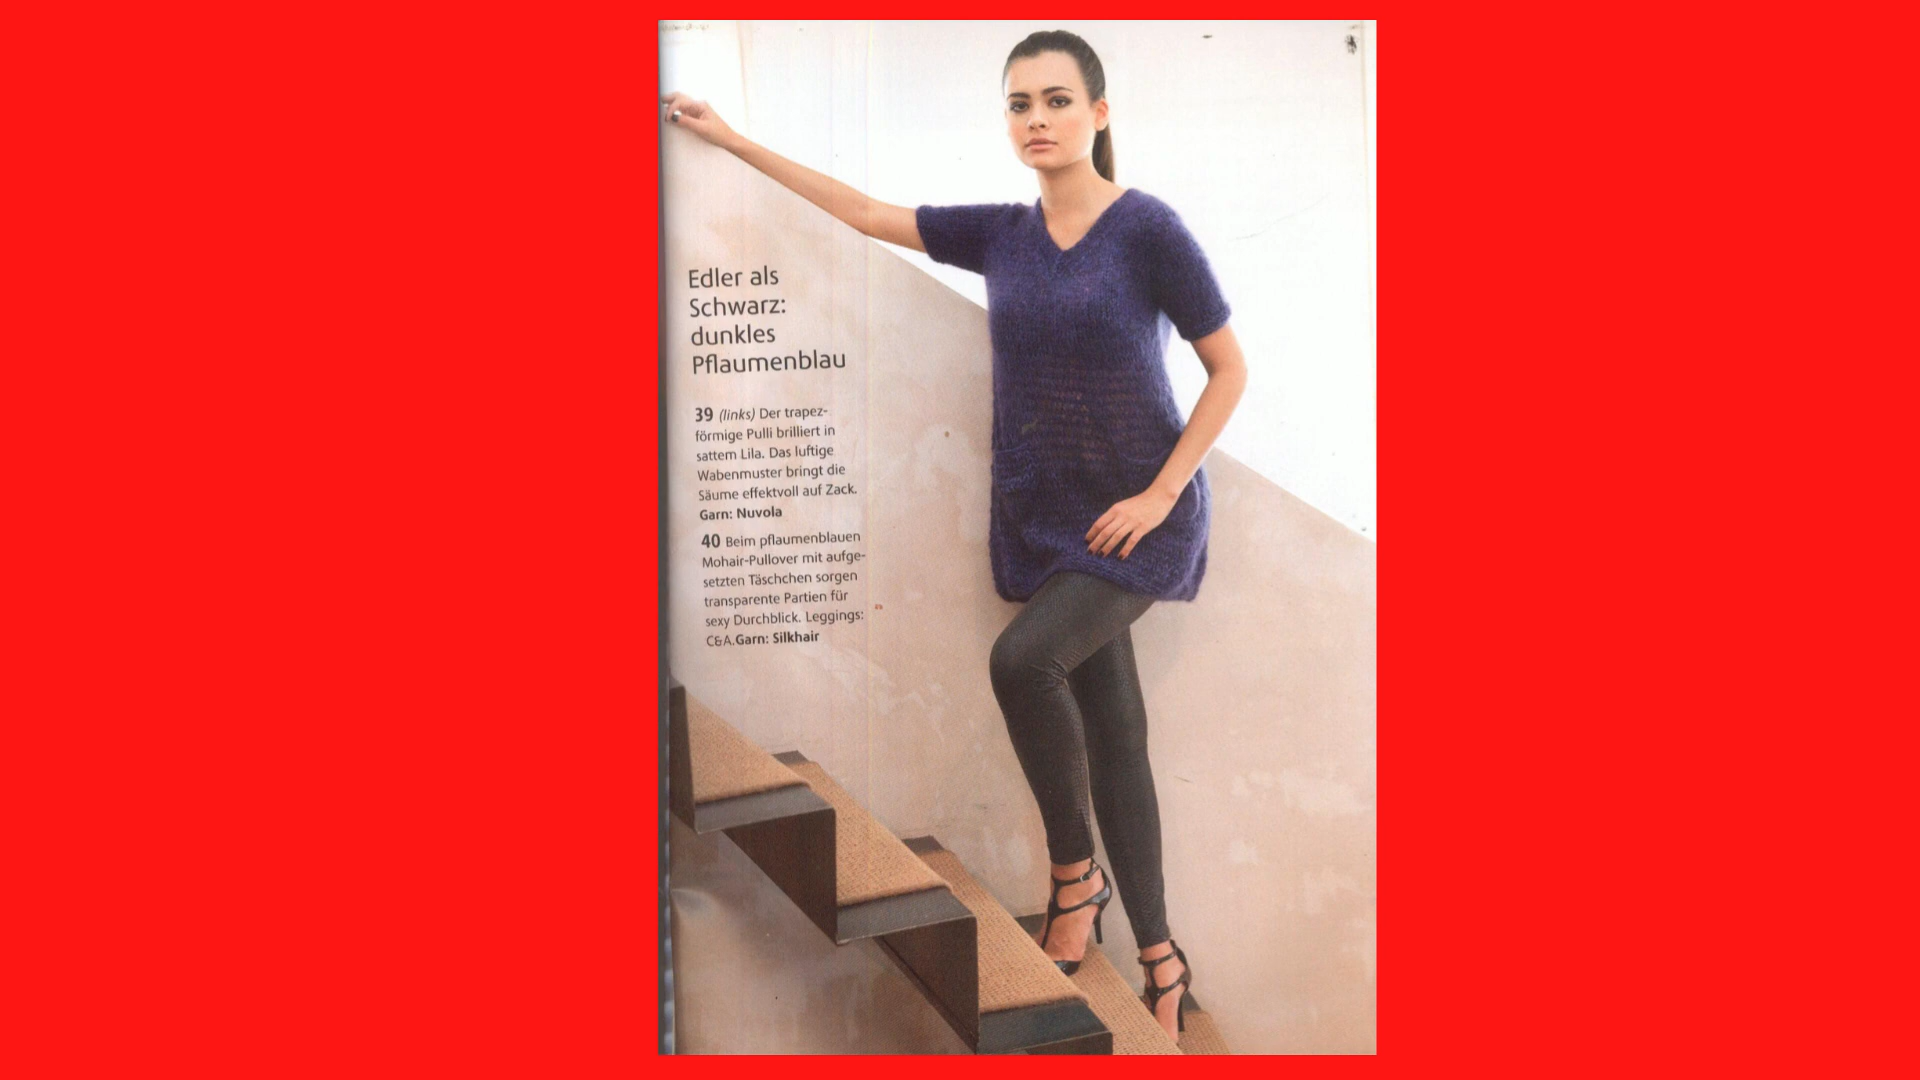 Edler als
Schwarz:
dunkles
Pflaumenblau
39 (links) Der trapez-
förmige Pulli brilliert in
sattem Lila. Das luftige
Wabenmuster bringt die
Säume effektvoll auf Zack.
Garn: Nuvola
40 Beim pflaumenblauen
Mohair-Pullover mit aufge-
setzten Täschchen sorgen
transparente Partien für
sexy Durchblick. Leggings:
C&A.Garn: Silkhair